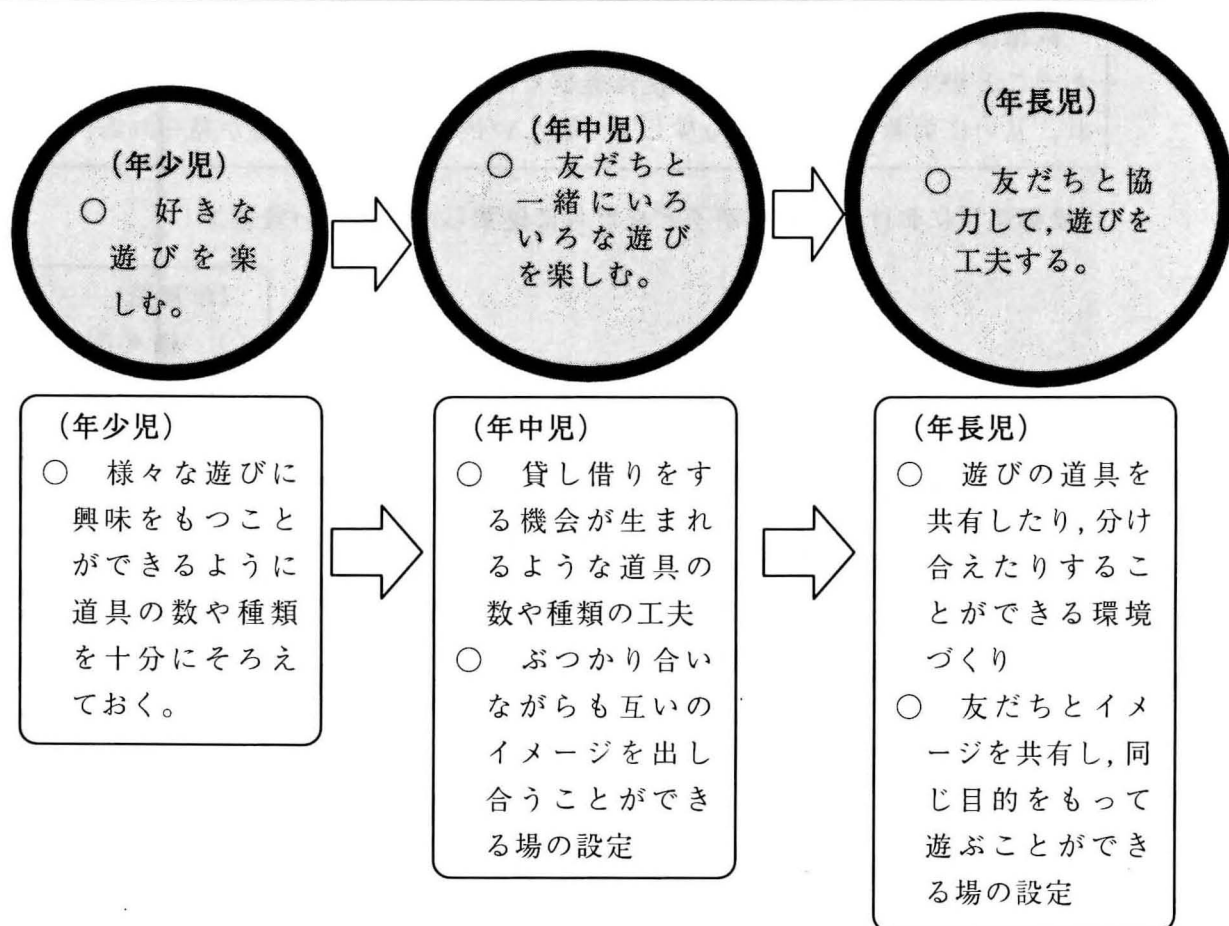 (年少児)
○ 好きな
遊びを楽
しむ。
(年中児)
○ 友だちと
一緒にいろ
いろな遊び
を楽しむ。
(年長児)
○ 友だちと協
力して,遊びを
工夫する。
(年少児)
○ 様々な遊びに
興味をもつこと
ができるように
道具の数や種類
を十分にそろえ
ておく。
(年中児)
○ 貸し借りをす
る機会が生まれ
るような道具の
数や種類の工夫
○ ぶつかり合い
ながらも互いの
イメージを出し
合うことができ
る場の設定
(年長児)
○ 遊びの道具を
共有したり,分け
合えたりするこ
とができる環境
づくり
○ 友だちとイメ
ージを共有し,同
じ目的をもって
遊ぶことができ
る場の設定